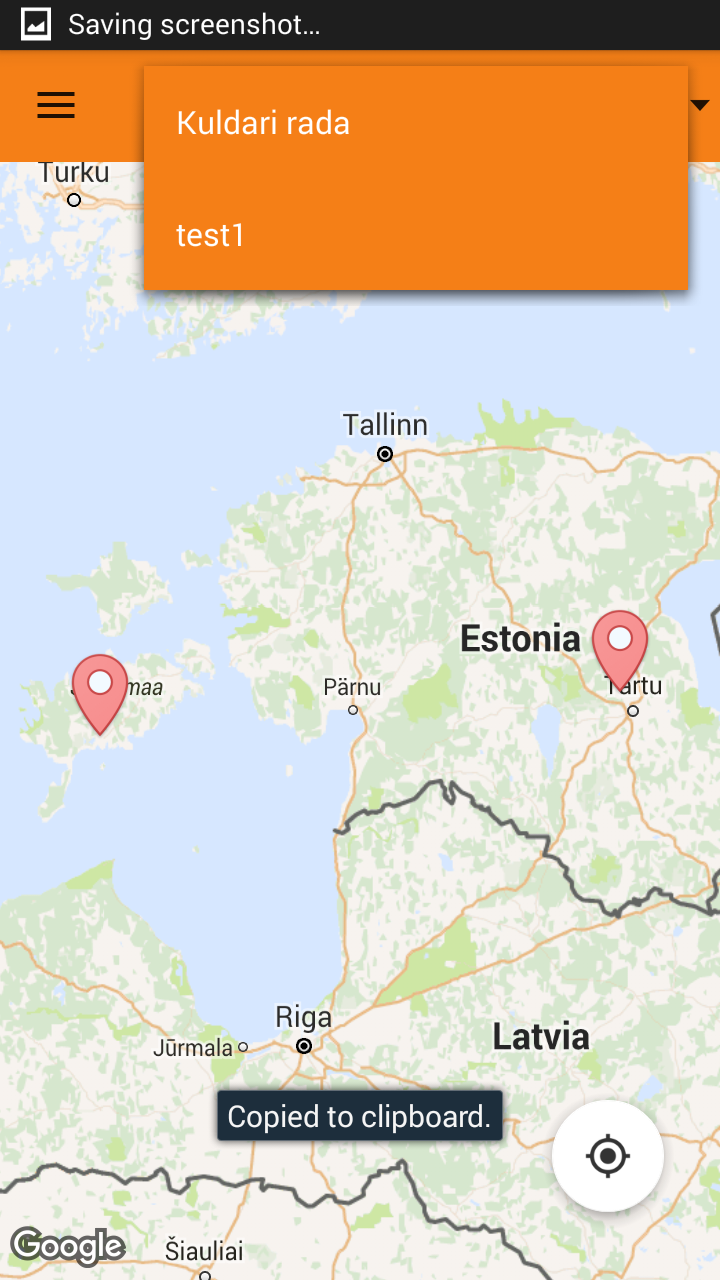 Saving screenshot...
Kuldari rada
test1
Turku
Tallinn
Estonia
maa
Pärnu
Tartu
Riga
Jūrmala
Latvia
Copied to clipboard.
Google
Šiauliai